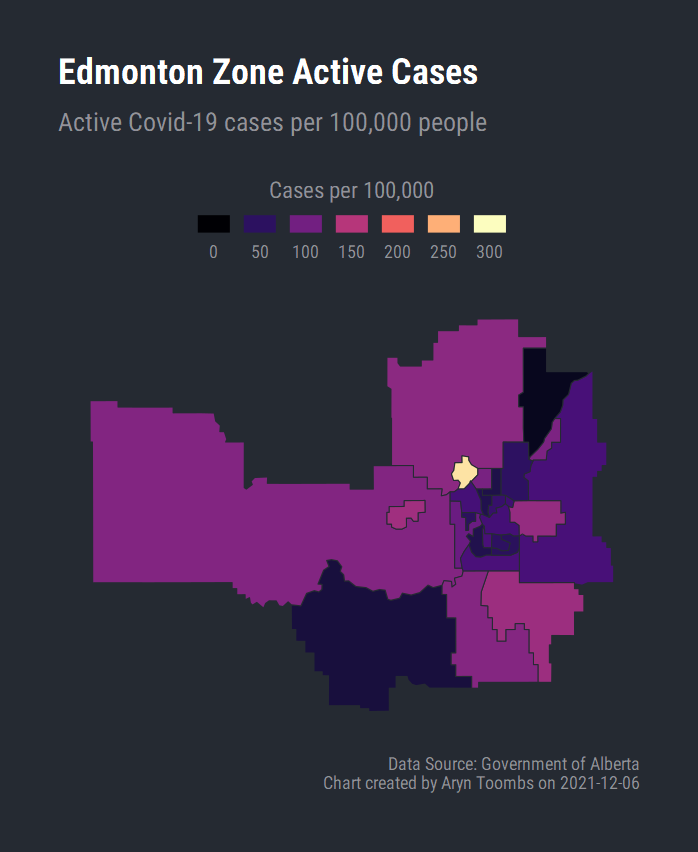 Edmonton Zone Active Cases
Active Covid-19 cases per 100,000 people
Cases per 100,000
0 50 100 150 200 250 300
Data Source: Government of Alberta
Chart created by Aryn Toombs on 2021-12-06